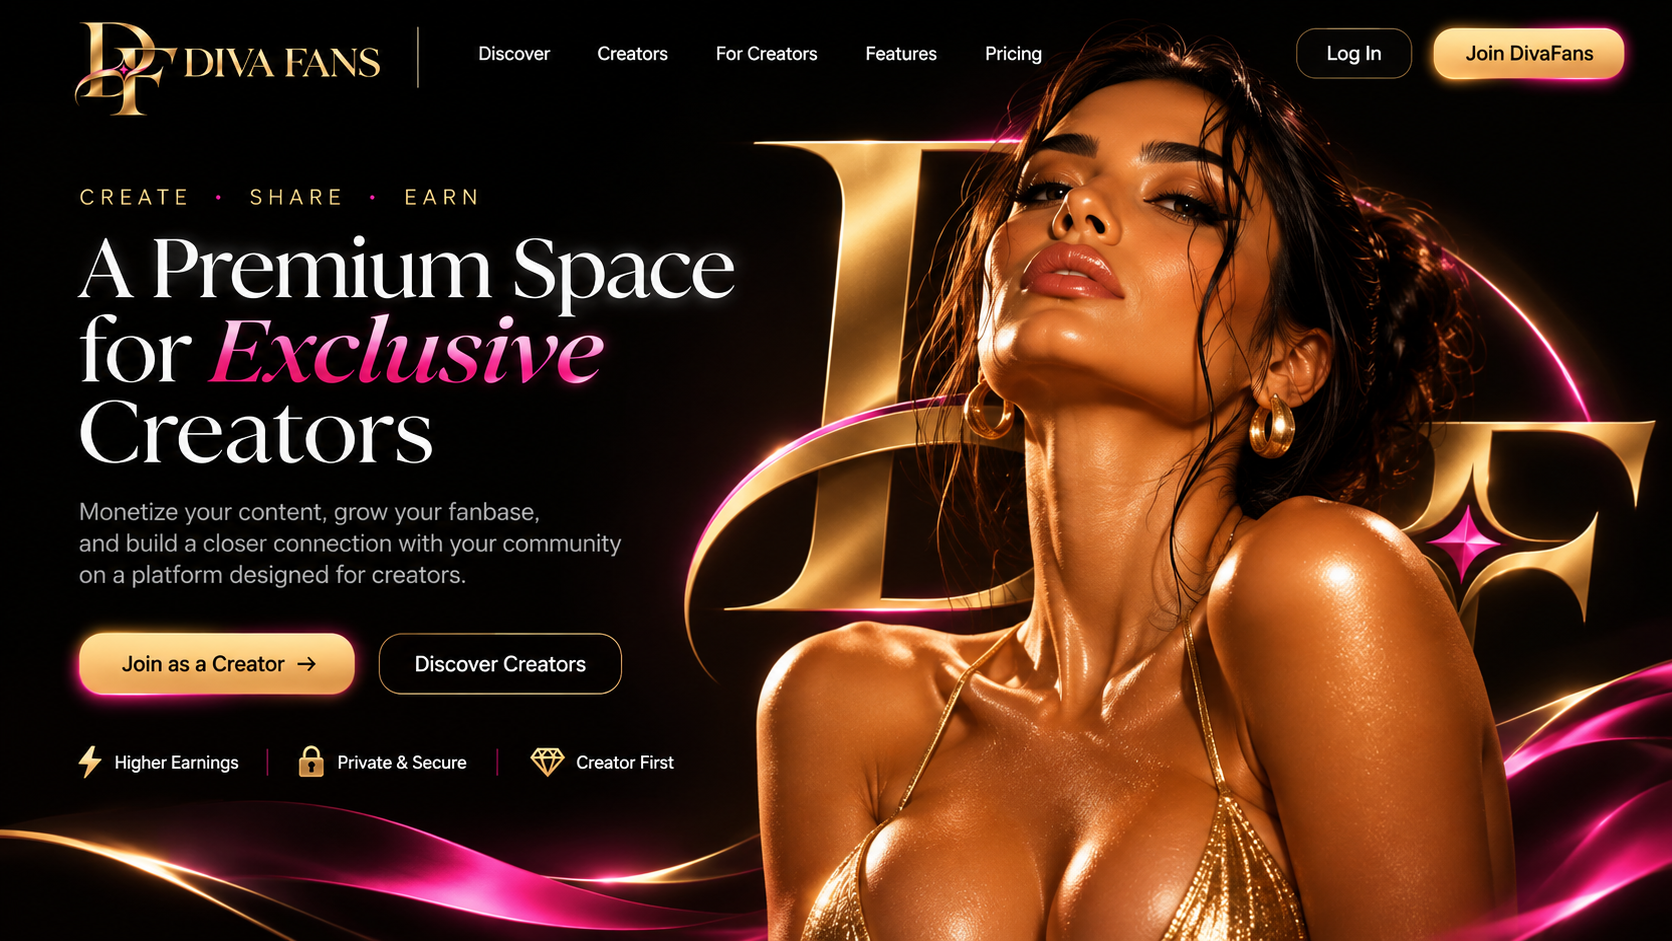 DF DIVA FANS
Discover
Creators
For Creators
Features
Pricing
Log In
Join DivaFans
CREATE • SHARE • EARN
A Premium Space
for Exclusive
Creators
Monetize your content, grow your fanbase,
and build a closer connection with your community
on a platform designed for creators.
Join as a Creator →
Discover Creators
Higher Earnings
Private & Secure
Creator First
DF